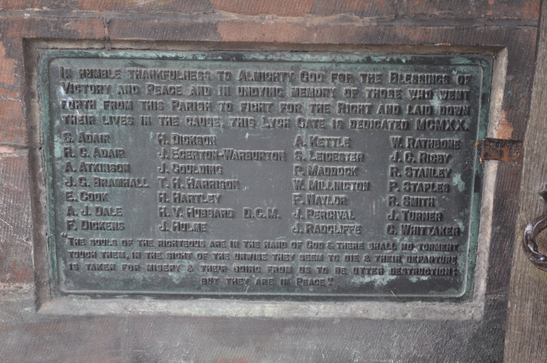 IN HUMBLE THANKFULNESS TO ALMIGHTY GOD FOR THE BLESSINGS OF
VICTORY AND PEACE AND IN UNDYING MEMORY OF THOSE WHO WENT
FORTH FROM THIS PARISH TO FIGHT FOR THE RIGHT AND LAID DOWN
THEIR LIVES IN THE CAUSE, THIS LYCH GATE IS DEDICATED MCMXX.
S. ADAIR H. DICKSON A. KETTLE W. RATHBONE
R. C. ADAIR J. EGERTON-WARBURTON S. LEICESTER J. C. RIGBY
A. ATKINSON J. GOULDING P. MADDOCK R. STANLEY
J. G. BRAMHALL T. H. HARRISON W. MILLINGTON P. STAPLES
E. COOK H. HARTLEY F. NAYLOR R. SMITH
A. J. DALE H. V. HUBBARD D.C.M. J. PERCIVAL J. TURNER
F. DICKENS J. HULME J. RADCLIFFE C. WHITTAKER
"THE SOULS OF THE RIGHTEOUS ARE IN THE HAND OF GOD & THERE SHALL NO TORMENT
TOUCH THEM, IN THE SIGHT OF THE UNWISE THEY SEEM TO DIE & THEIR DEPARTURE
IS TAKEN FOR MISERY & THEIR GOING FROM US TO BE UTTER DESTRUCTION:
BUT THEY ARE IN PEACE."